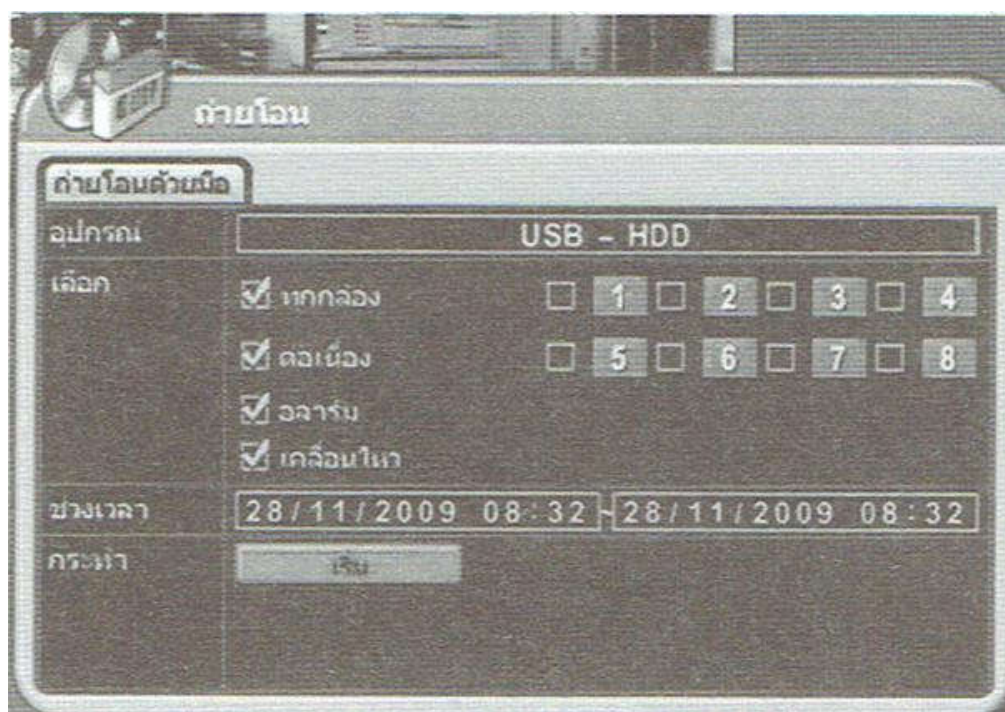 ถ่ายโอน
ถ่ายโอนด้วยมือ
อุปกรณ์ USB - HDD
เลือก ทุกกล้อง 1 2 3 4
ต่อเนื่อง 5 6 7 8
อลาร์ม
เคลื่อนไหว
ช่วงเวลา 28/11/2009 08:32 ~ 28/11/2009 08:32
กระทำ เริ่ม